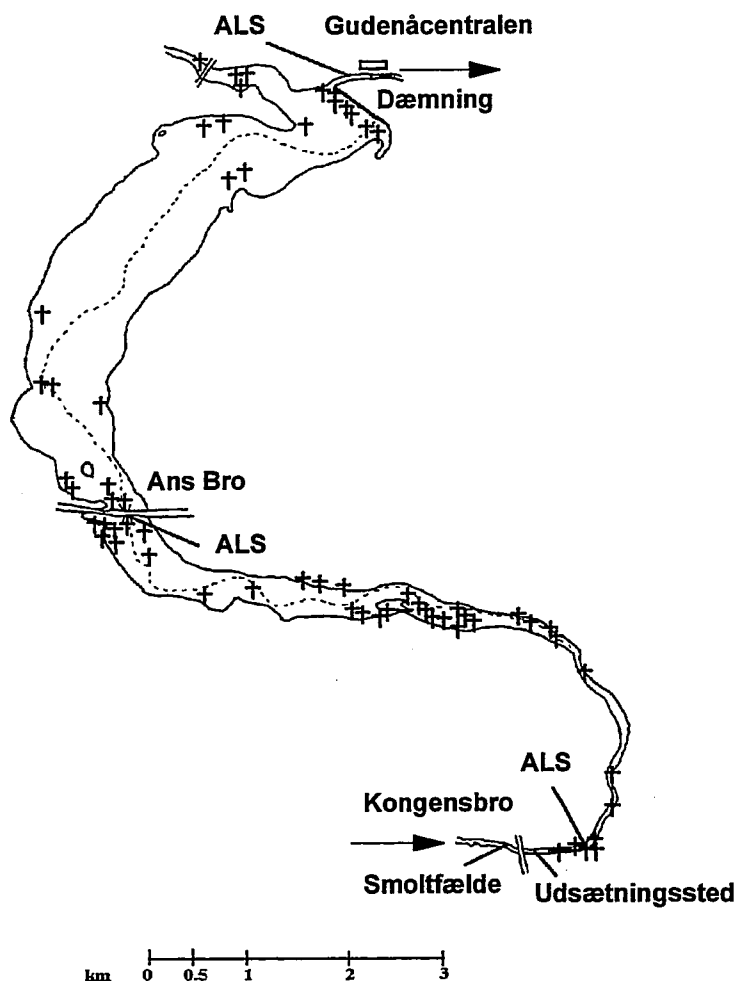 ALS Gudenåcentralen
Dæmning
Ans Bro
ALS
ALS
Kongensbro
Smoltfælde Udsætningssted
km 0 0.5 1 2 3